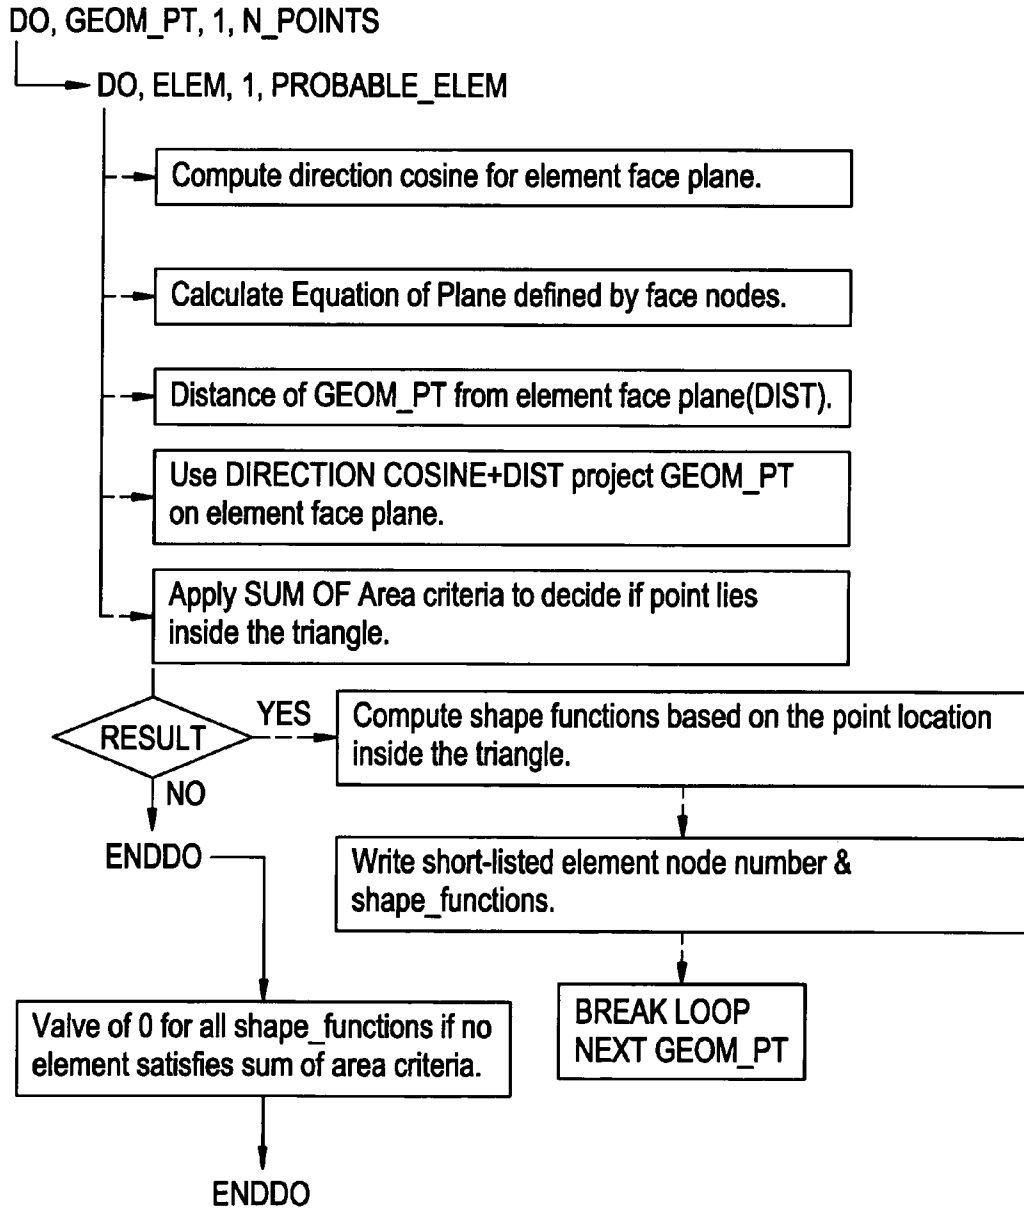 DO, GEOM_PT, 1, N_POINTS
DO, ELEM, 1, PROBABLE_ELEM
Compute direction cosine for element face plane.
Calculate Equation of Plane defined by face nodes.
Distance of GEOM_PT from element face plane(DIST).
Use DIRECTION COSINE+DIST project GEOM_PT
on element face plane.
Apply SUM OF Area criteria to decide if point lies
inside the triangle.
RESULT
YES
Compute shape functions based on the point location
inside the triangle.
NO
ENDDO
Write short-listed element node number &
shape_functions.
BREAK LOOP
NEXT GEOM_PT
Valve of 0 for all shape_functions if no
element satisfies sum of area criteria.
ENDDO